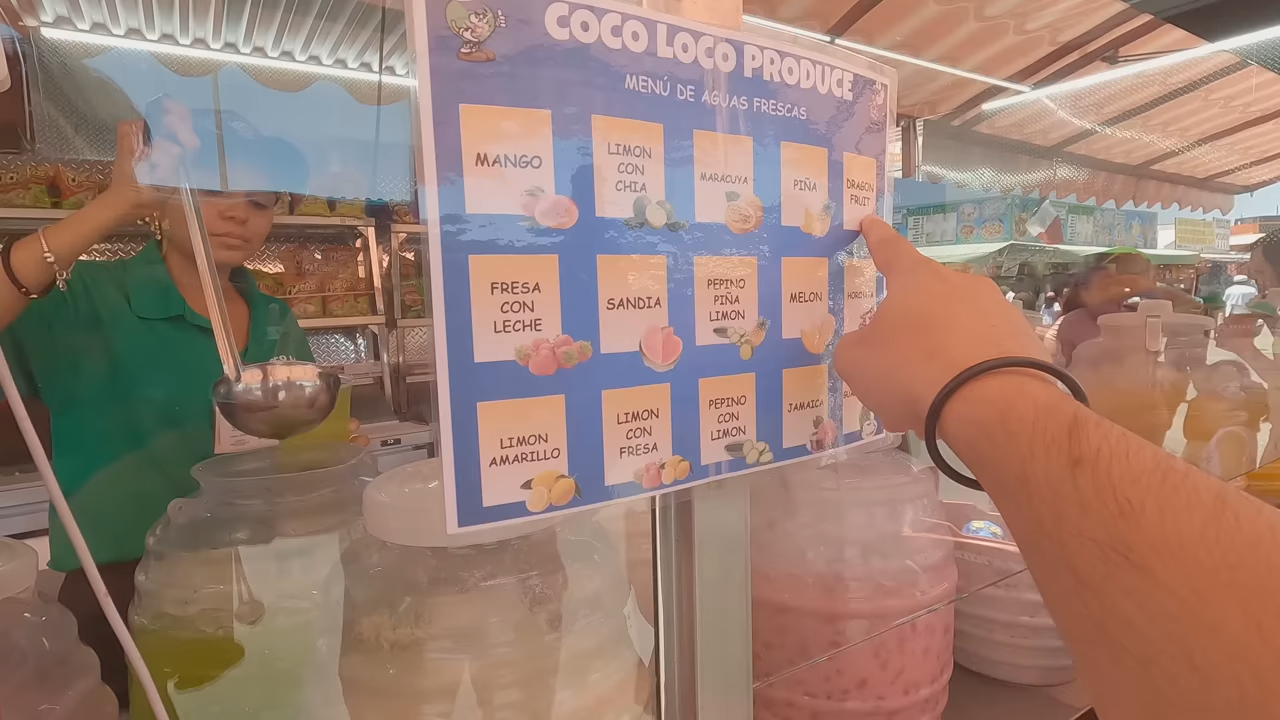 COCO LOCO PRODUCE
MENÚ DE AGUAS FRESCAS
MANGO
LIMON
CON
CHIA
MARACUYA
PIÑA
DRAGON
FRUIT
FRESA
CON
LECHE
SANDIA
PEPINO
PIÑA
LIMON
MELON
LIMON
AMARILLO
LIMON
CON
FRESA
PEPINO
CON
LIMON
JAMAICA